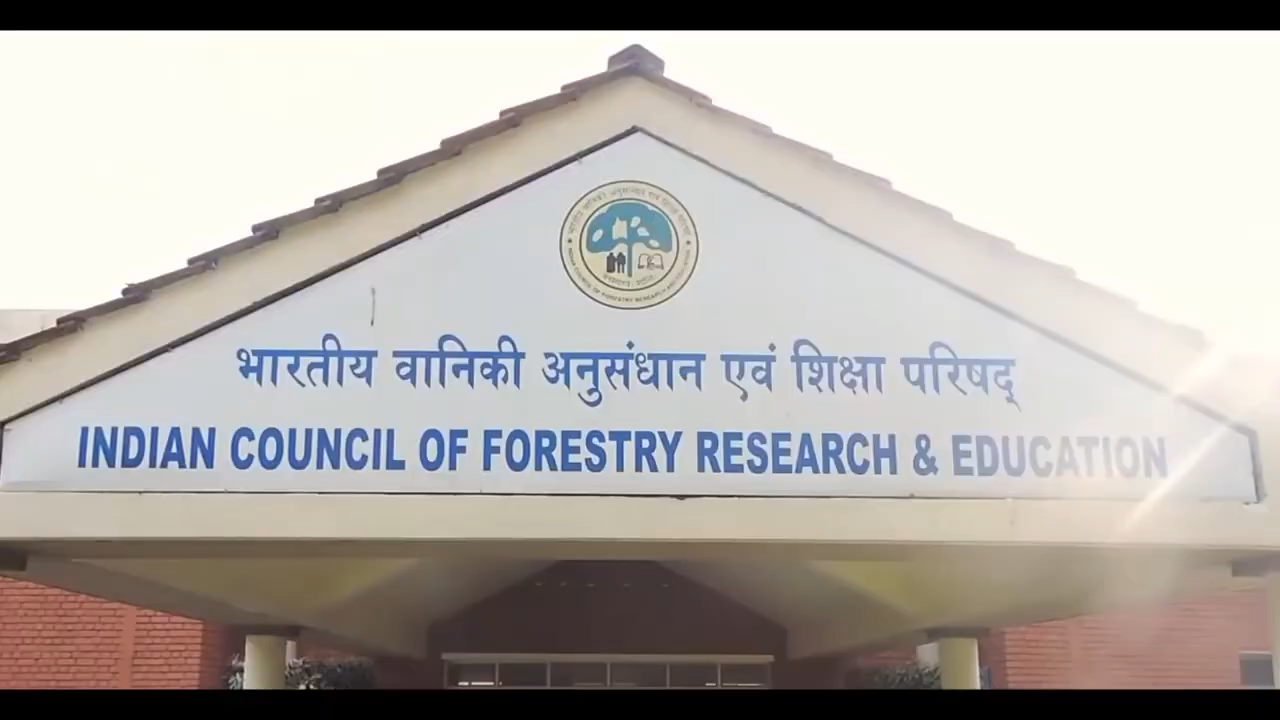 भारतीय वानिकी अनुसंधान एवं शिक्षा परिषद्
INDIAN COUNCIL OF FORESTRY RESEARCH & EDUCATION